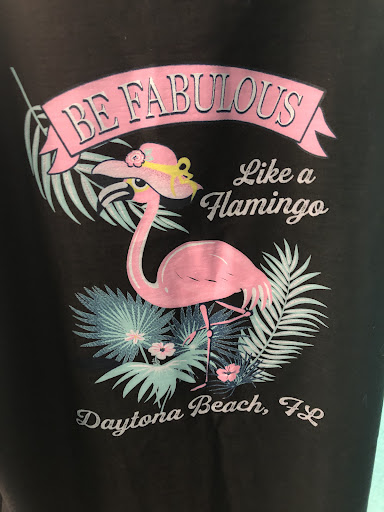 BE FABULOUS
Like a
Flamingo
Daytona Beach, FL